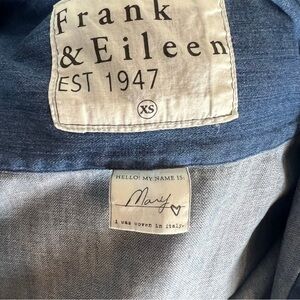 Frank
& Eileen
EST 1947
XS
HELLO! MY NAME IS:
Mary
i was woven in italy.